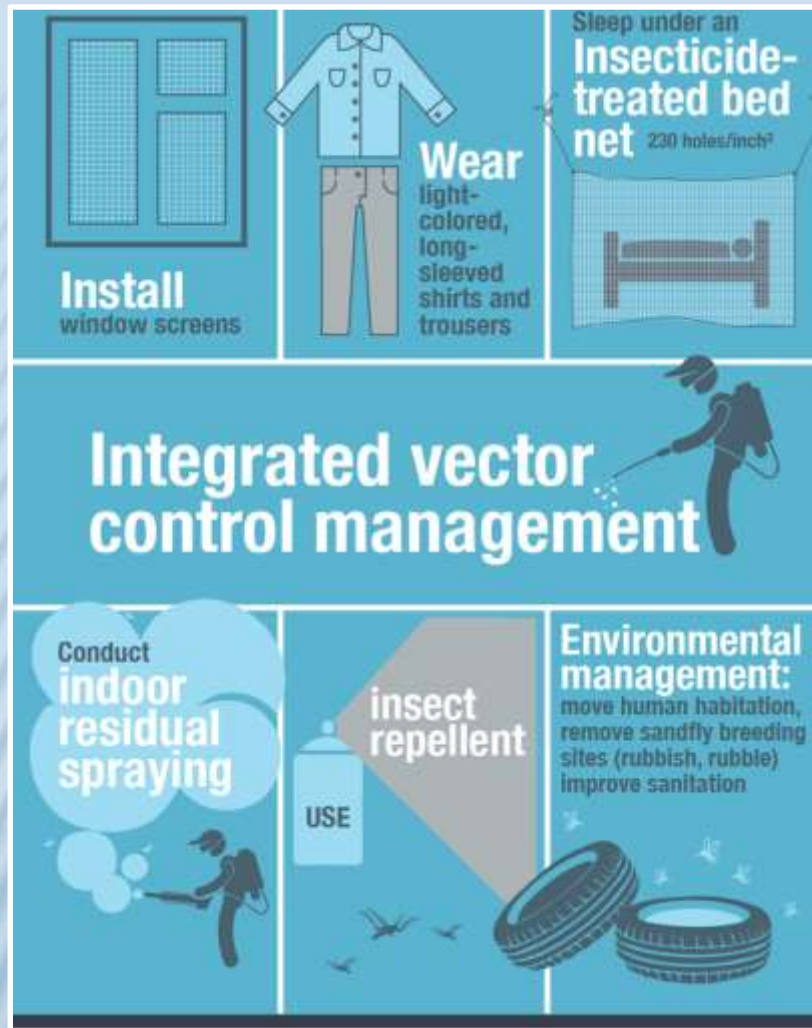 Install
window screens
Wear
light-
colored,
long-
sleeved
shirts and
trousers
Sleep under an
Insecticide-
treated bed
net 230 holes/inch²
Integrated vector
control management
Conduct
indoor
residual
spraying
USE
insect
repellent
Environmental
management:
move human habitation,
remove sandfly breeding
sites (rubbish, rubble)
improve sanitation